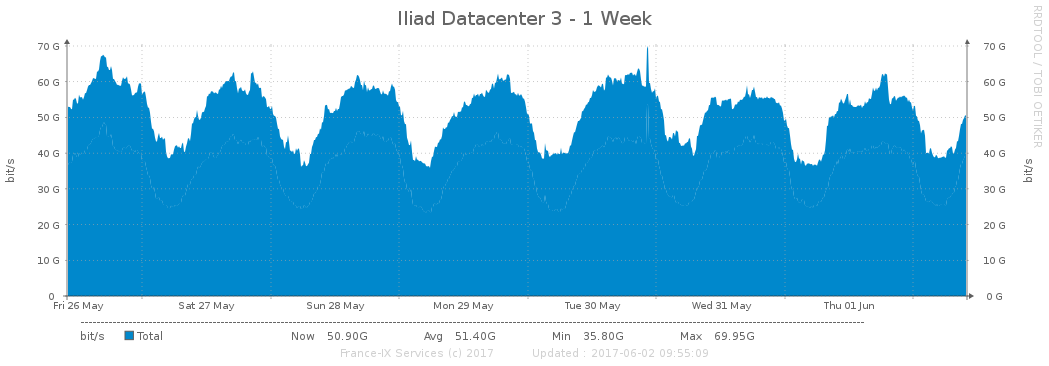 Iliad Datacenter 3 - 1 Week
RRDTOOL / TOBI OETIKER
70 G 70 G
60 G 60 G
50 G 50 G
40 G 40 G
30 G 30 G
20 G 20 G
10 G 10 G
0 0 G
bit/s bit/s
Fri 26 May Sat 27 May Sun 28 May Mon 29 May Tue 30 May Wed 31 May Thu 01 Jun
bit/s Total Now 50.90G Avg 51.40G Min 35.80G Max 69.95G
France-IX Services (c) 2017 Updated : 2017-06-02 09:55:09